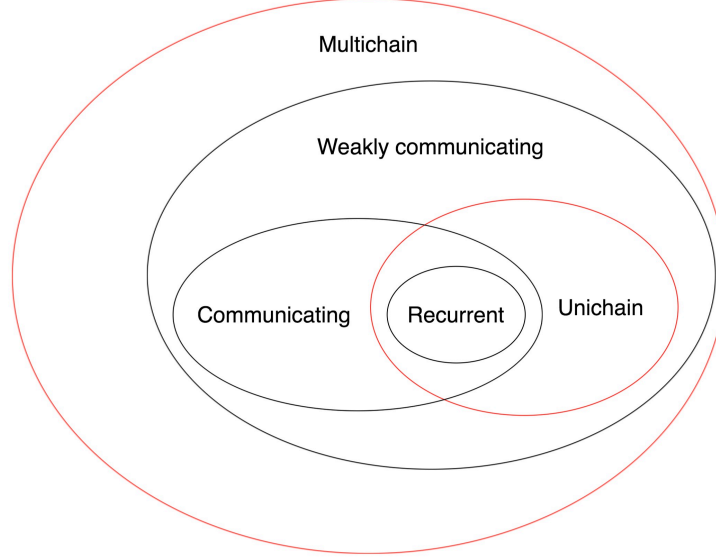 Multichain
Weakly communicating
Communicating
Recurrent
Unichain